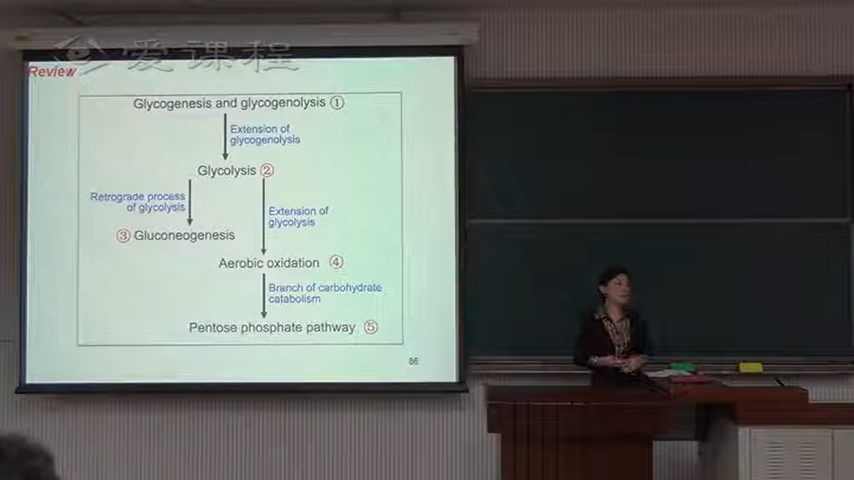 爱课程
Review
Glycogenesis and glycogenolysis ①
Extension of
glycogenolysis
Glycolysis ②
Retrograde process
of glycolysis
Extension of
glycolysis
③ Gluconeogenesis
Aerobic oxidation ④
Branch of carbohydrate
catabolism
Pentose phosphate pathway ⑤
86